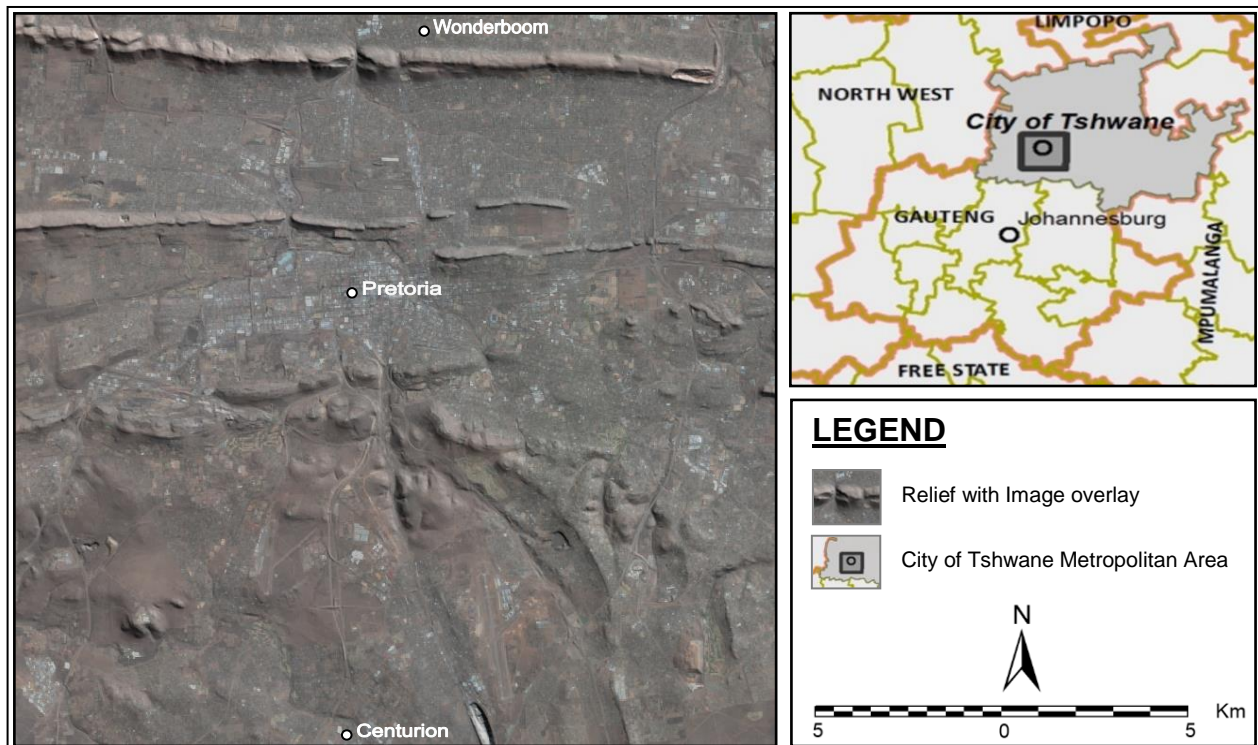 Wonderboom
Pretoria
Centurion
LIMPOPO
NORTH WEST
City of Tshwane
GAUTENG
Johannesburg
MPUMALANGA
FREE STATE
LEGEND
Relief with Image overlay
City of Tshwane Metropolitan Area
N
Km
5 0 5